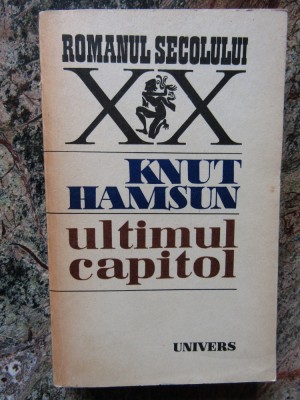 ROMANUL SECOLULUI
XX
KNUT
HAMSUN
ultimul
capitol
UNIVERS